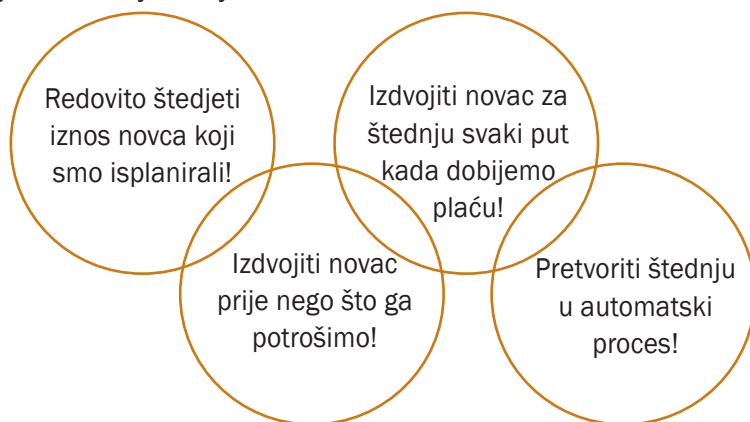 Redovito štedjeti
iznos novca koji
smo isplanirali!
Izdvojiti novac za
štednju svaki put
kada dobijemo
plaću!
Izdvojiti novac
prije nego što ga
potrošimo!
Pretvoriti štednju
u automatski
proces!